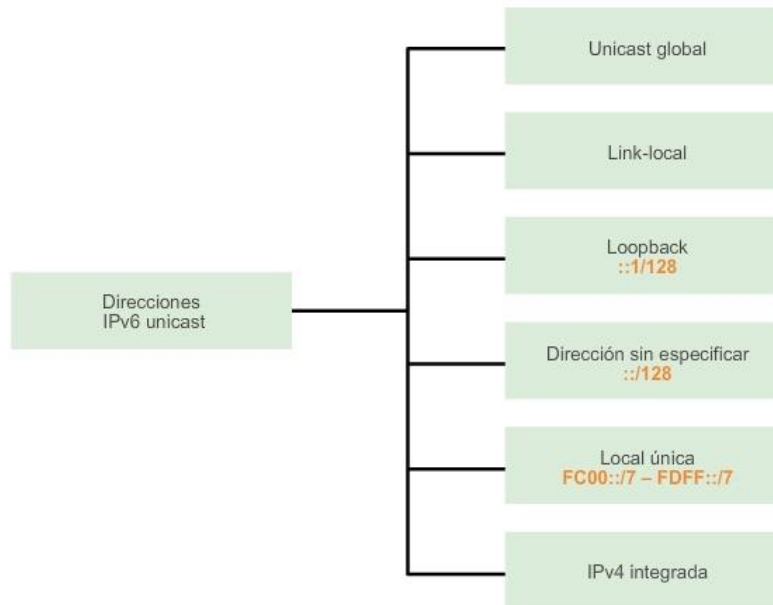 Unicast global
Link-local
Loopback
::1/128
Direcciones
IPv6 unicast
Dirección sin especificar
::/128
Local única
FC00::/7 – FDFF::/7
IPv4 integrada